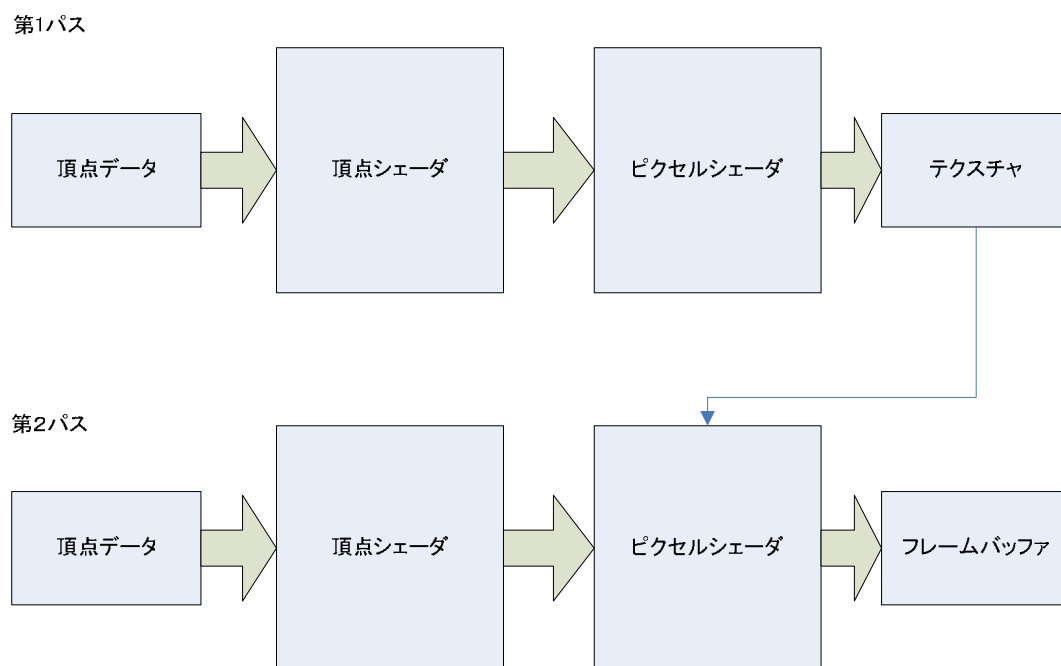 第1パス
頂点データ
頂点シェーダ
ピクセルシェーダ
テクスチャ
第2パス
頂点データ
頂点シェーダ
ピクセルシェーダ
フレームバッファ